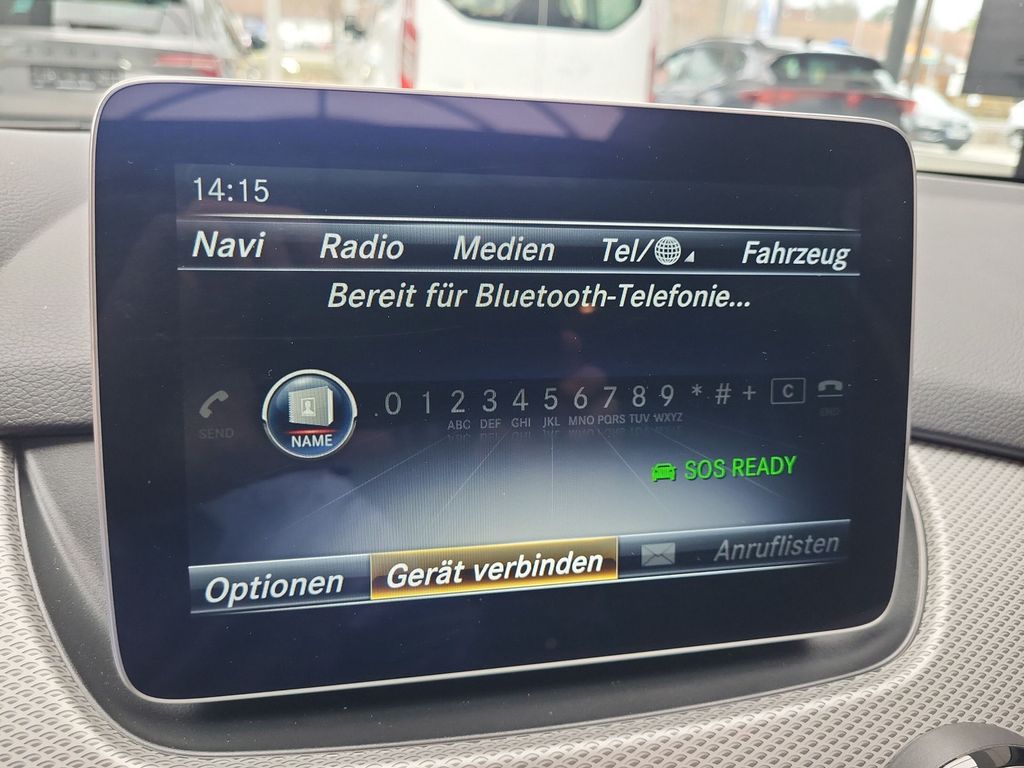 14:15
Navi Radio Medien Tel/ Fahrzeug
Bereit für Bluetooth-Telefonie...
SEND NAME .0 1 2 3 4 5 6 7 8 9 * # + C END
ABC DEF GHI JKL MNO PQRS TUV WXYZ
SOS READY
Optionen Gerät verbinden Anruflisten